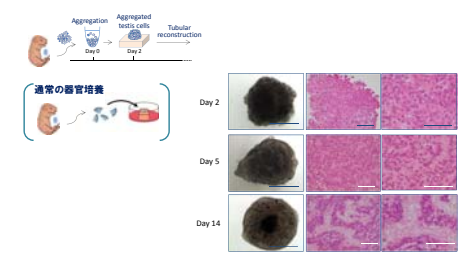 Aggregation
Aggregated
testis cells
Tubular
reconstruction
Day 0
Day 2
通常の器官培養
Day 2
Day 5
Day 14